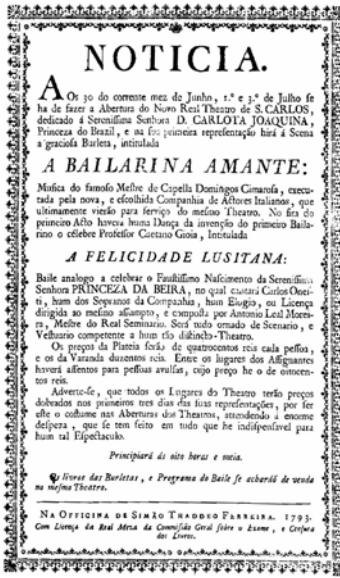 NOTICIA.
AOs 30 do corrente mez de Junho, 1.º e 3.º de Julho se
ha de fazer a Abertura do Novo Real Theatro de S. CARLOS,
dedicado á Serenissima Senhora D. CARLOTA JOAQUINA,
Princeza do Brazil, e na sua primeira representação hirá á Scena
a graciosa Burleta, intitulada
A BAILARINA AMANTE:
Musica do famoso Mestre de Capella Domingos Cimarosa, execu-
tada pela nova, e escolhida Companhia de Actores Italianos, que
ultimamente vierão para serviço do mesmo Theatro. No fim do
primeiro Acto havera huma Dança da invenção do primeiro Baila-
rino o célebre Professor Caetano Gioia, Intitulada
A FELICIDADE LUSITANA:
Baile analogo a celebrar o Faustissimo Nascimento da Serenissima
Senhora PRINCEZA DA BEIRA, no qual cantará Carlos
hum dos Sopranos da Companhia, hum Elogio, ou Licença
dirigida ao mesmo assumpto, e composta por Antonio Leal Morei-
ra, Mestre do Real Seminario. Será tudo ornado de Scenario, e
Vestuario competente a hum tão distincto Theatro.
Os preços da Plateia serão de quatrocentos reis cada pessoa,
e os da Varanda duzentos reis. Entre os lugares dos Assignantes
haverá assentos para pessoas avulsas, cujo preço he o de oitocen-
tos reis.
Adverte-se, que todos os Lugares do Theatro terão preços
dobrados nos primeiros tres dias das suas representações, por ser
este o costume nas Aberturas dos Theatros, attendendo á enorme
despeza, que se tem feito em tudo que he indispensavel para
hum tal Espectaculo.
Principiará ás oito horas e meia.
Os livros das Burletas, e Programa do Baile se acharáõ de venda
no mesmo Theatro.
NA OFFICINA DE SIMÃO THADDEO FERREIRA. 1793.
Com Licença da Real Meza da Commissão Geral sobre o Exame, e Censura
dos Livros.